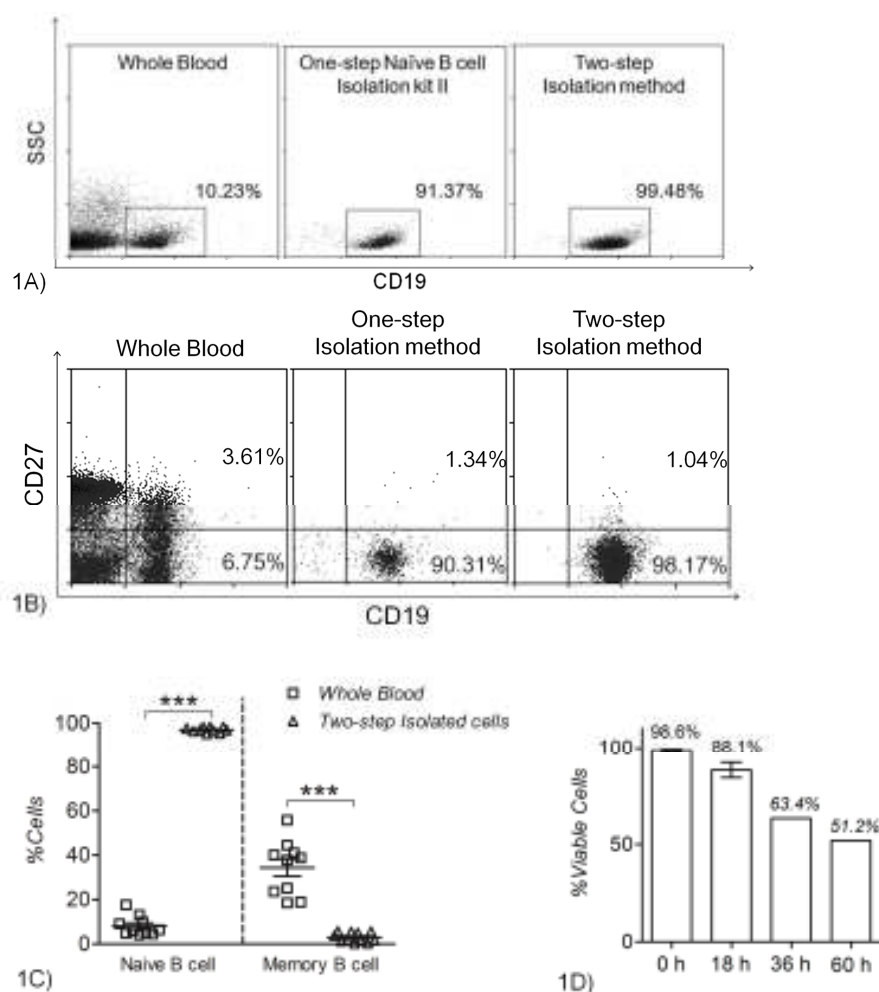 Whole Blood
One-step Naïve B cell
Isolation kit II
Two-step
Isolation method
SSC
10.23%
91.37%
99.48%
1A)
CD19
Whole Blood
One-step
Isolation method
Two-step
Isolation method
CD27
3.61%
1.34%
1.04%
6.75%
90.31%
98.17%
1B)
CD19
Whole Blood
Two-step Isolated cells
***
***
%Cells
100
80
60
40
20
0
Naive B cell
Memory B cell
1C)
%Viable Cells
100
50
0
98.6%
88.1%
63.4%
51.2%
0 h
18 h
36 h
60 h
1D)